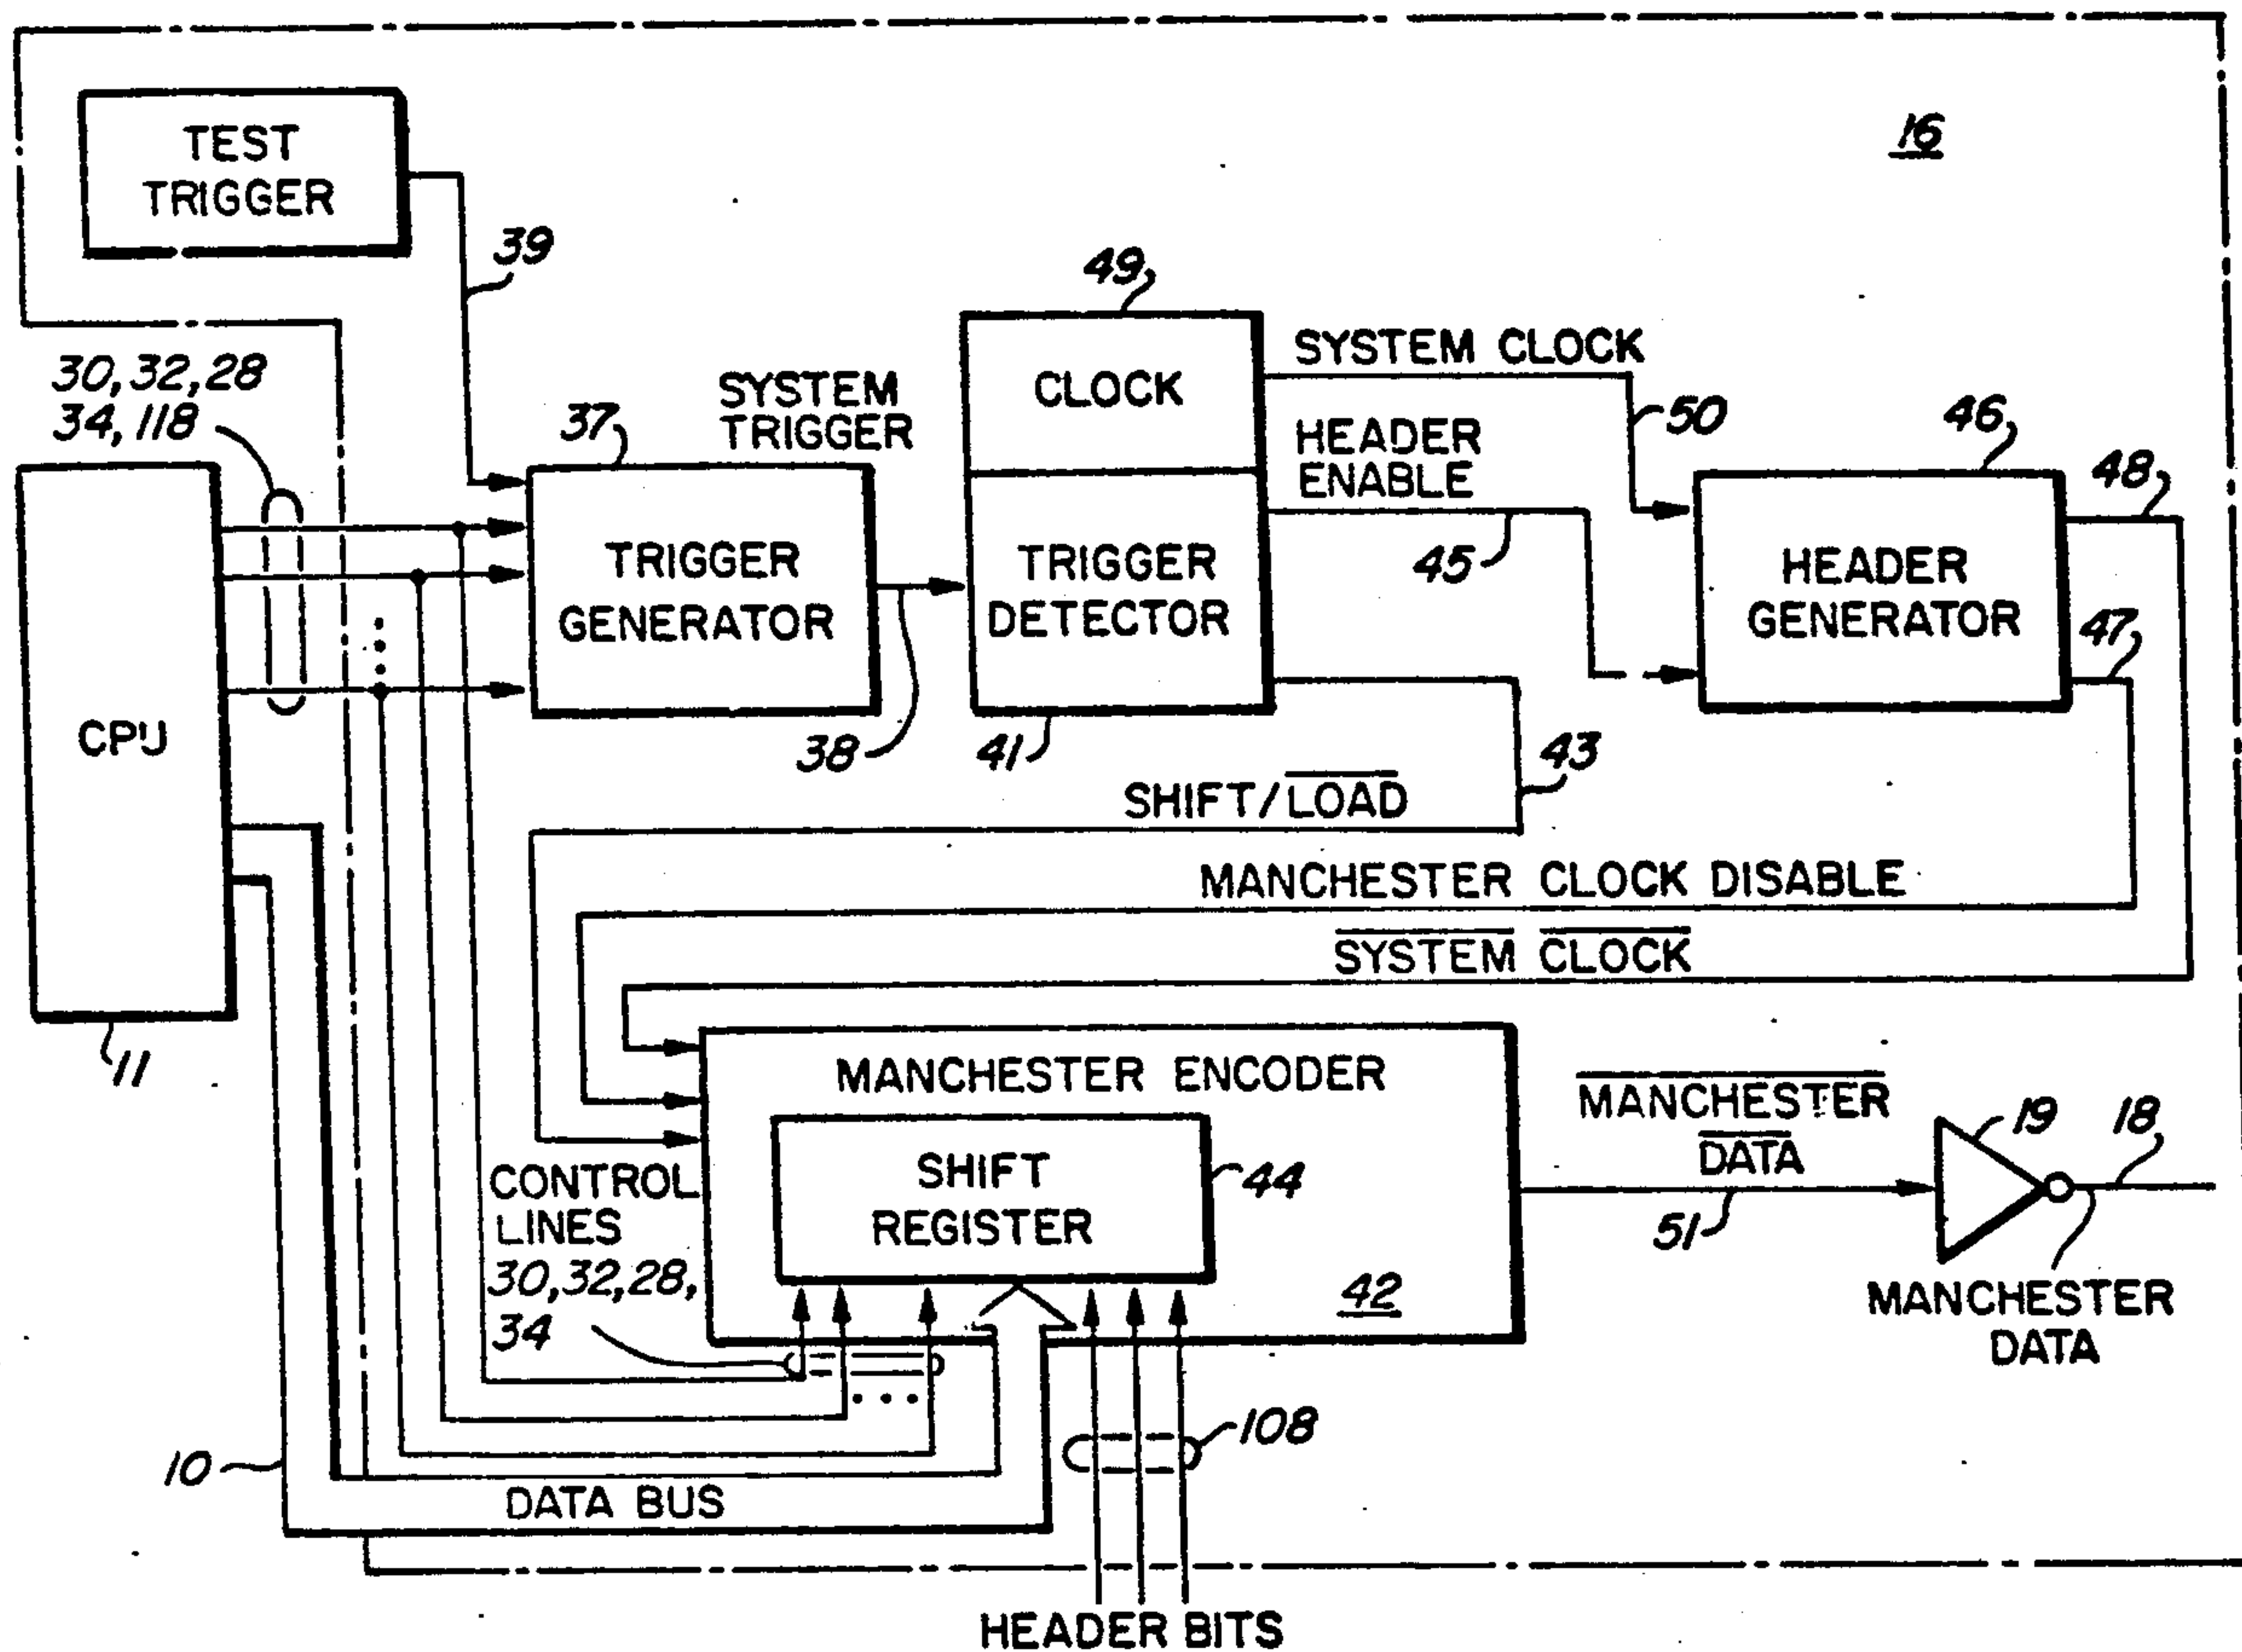 16
TEST
TRIGGER
39
49
30, 32, 28
34, 118
SYSTEM
TRIGGER
37
CLOCK
SYSTEM CLOCK
50
HEADER
ENABLE
46
48
TRIGGER
GENERATOR
TRIGGER
DETECTOR
45
HEADER
GENERATOR
47
CPU
38
41
43
SHIFT/LOAD
MANCHESTER CLOCK DISABLE
SYSTEM CLOCK
11
MANCHESTER ENCODER
MANCHESTER
DATA
19
18
SHIFT
REGISTER
44
CONTROL
LINES
30, 32, 28,
34
51
42
MANCHESTER
DATA
108
10
DATA BUS
HEADER BITS